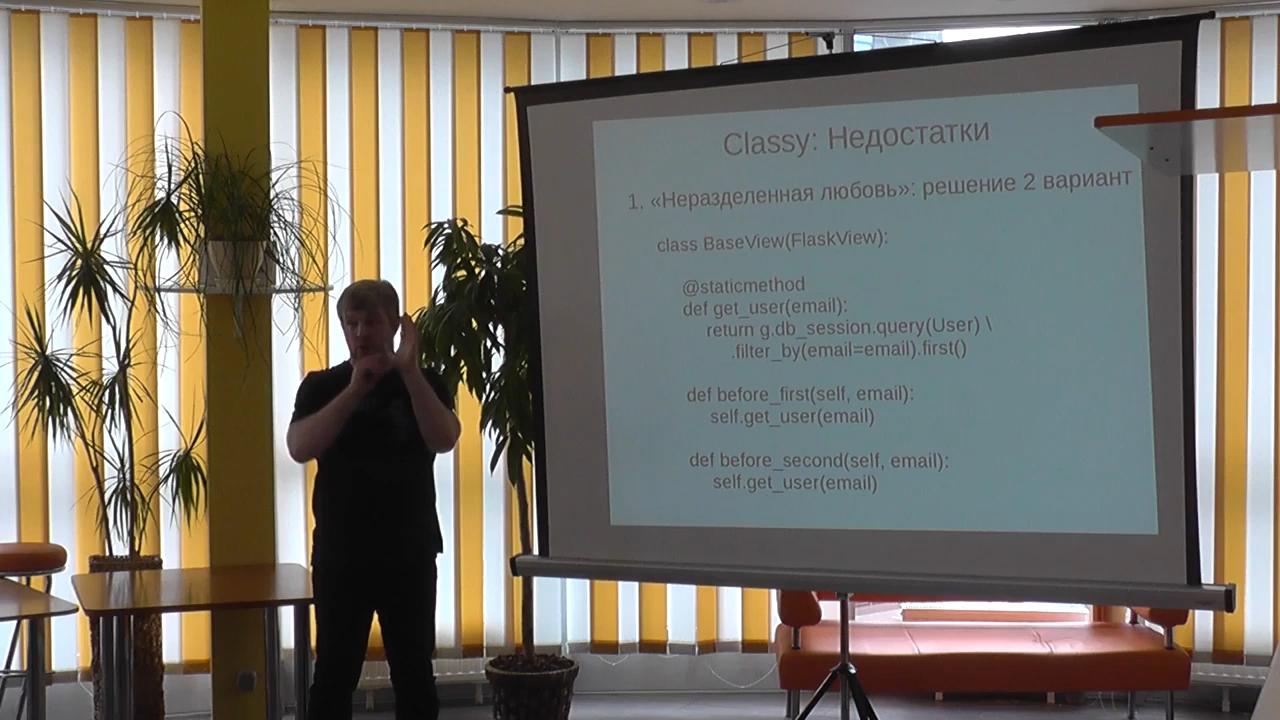 Classy: Недостатки
1. «Неразделенная любовь»: решение 2 вариант
class BaseView(FlaskView):
@staticmethod
def get_user(email):
return g.db_session.query(User) \
.filter_by(email=email).first()
def before_first(self, email):
self.get_user(email)
def before_second(self, email):
self.get_user(email)